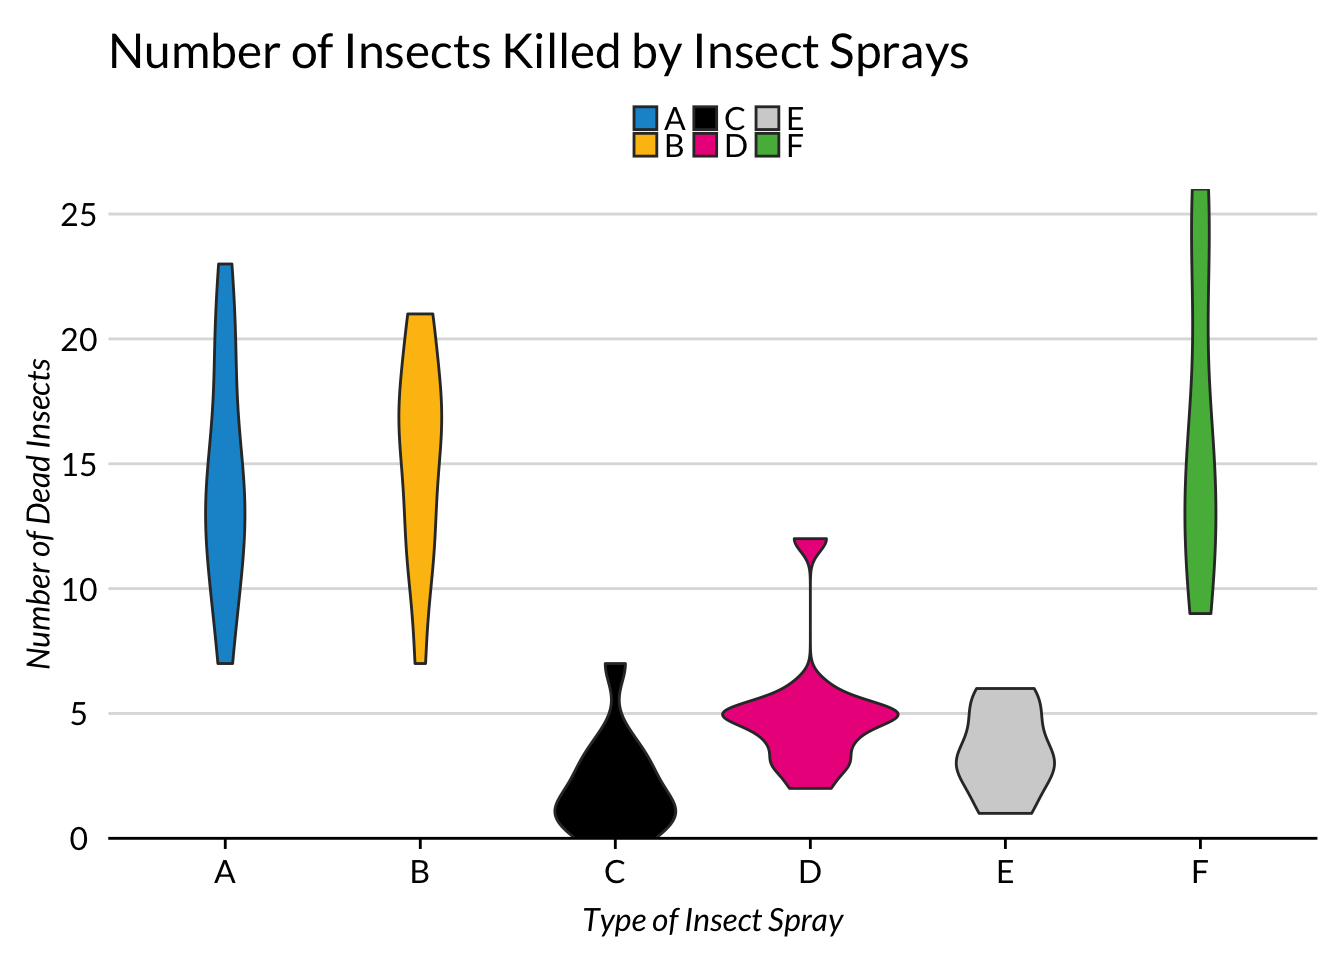 Number of Insects Killed by Insect Sprays
A C E
B D F
25
20
15
10
5
0
Number of Dead Insects
A B C D E F
Type of Insect Spray